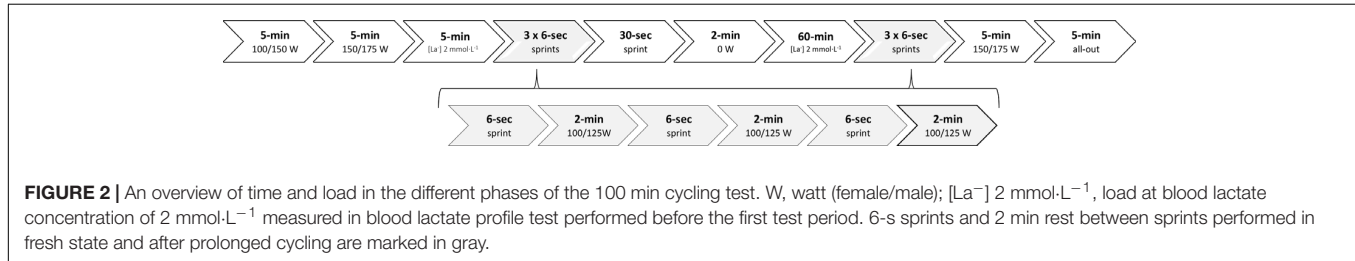 5-min 5-min 5-min 3 x 6-sec 30-sec 2-min 60-min 3 x 6-sec 5-min 5-min
100/150 W 150/175 W [La⁻] 2 mmol·L⁻¹ sprints sprint 0 W [La⁻] 2 mmol·L⁻¹ sprints 150/175 W all-out
6-sec 2-min 6-sec 2-min 6-sec 2-min
sprint 100/125W sprint 100/125 W sprint 100/125 W
FIGURE 2 | An overview of time and load in the different phases of the 100 min cycling test. W, watt (female/male); [La⁻] 2 mmol·L⁻¹, load at blood lactate
concentration of 2 mmol·L⁻¹ measured in blood lactate profile test performed before the first test period. 6-s sprints and 2 min rest between sprints performed in
fresh state and after prolonged cycling are marked in gray.